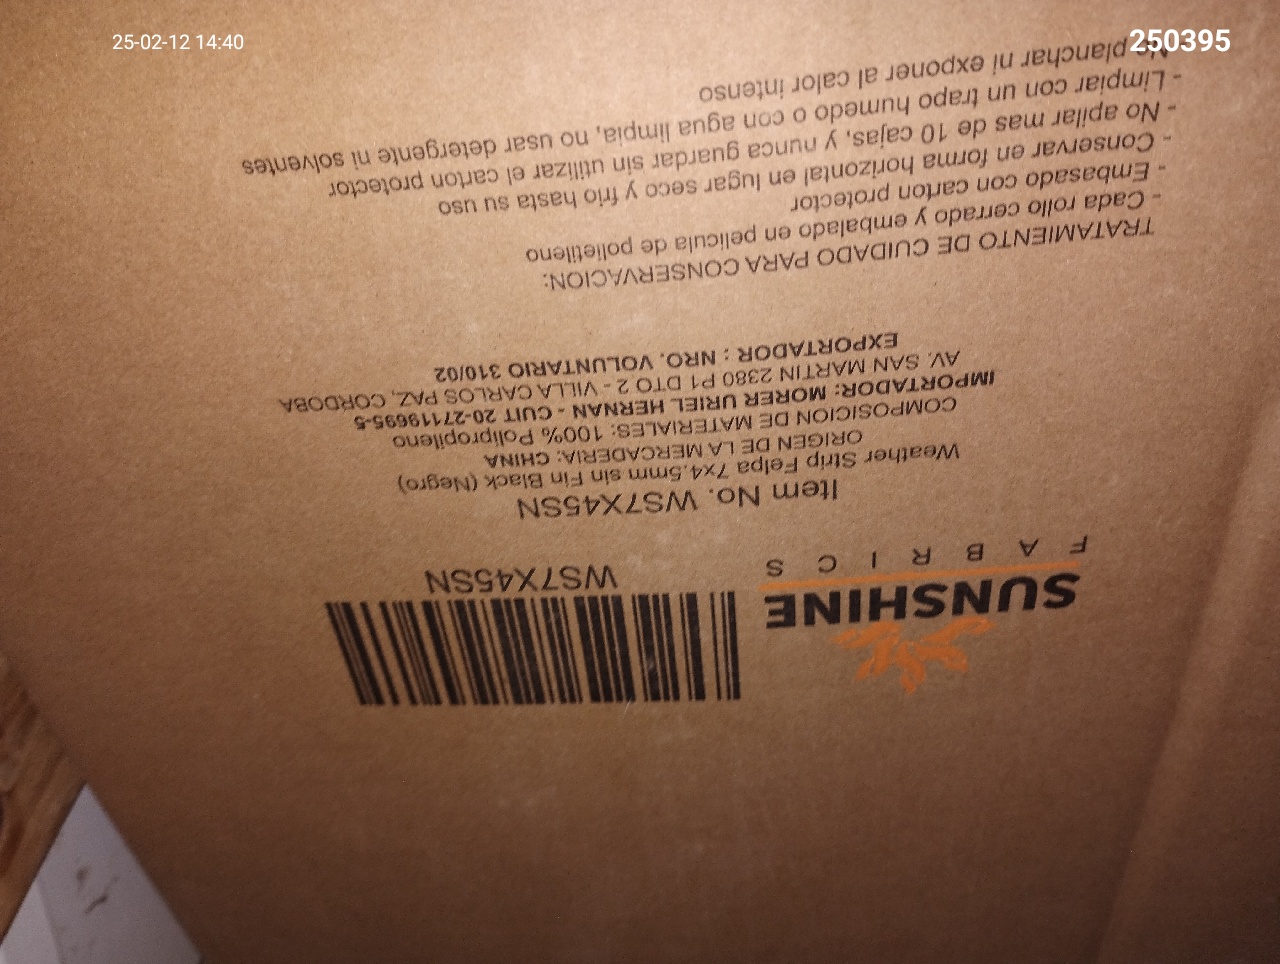 25-02-12 14:40
250395
SUNSHINE
FABRICS
WS7X45SN
Item No. WS7X45SN
Weather Strip Felpa 7x4.5mm sin Fin Black (Negro)
ORIGEN DE LA MERCADERIA: CHINA
COMPOSICION DE MATERIALES: 100% Polipropileno
IMPORTADOR: MORER URIEL HERNAN - CUIT 20-27119695-5
AV. SAN MARTIN 2380 P1 DTO 2 - VILLA CARLOS PAZ, CORDOBA
EXPORTADOR : NRO. VOLUNTARIO 310/02
TRATAMIENTO DE CUIDADO PARA CONSERVACION:
- Cada rollo cerrado y embalado en pelicula de polietileno
- Embasado con carton protector
- Conservar en forma horizontal en lugar seco y frio hasta su uso
- No apilar mas de 10 cajas, y nunca guardar sin utilizar el carton protector
- Limpiar con un trapo humedo o con agua limpia, no usar detergente ni solventes
No planchar ni exponer al calor intenso